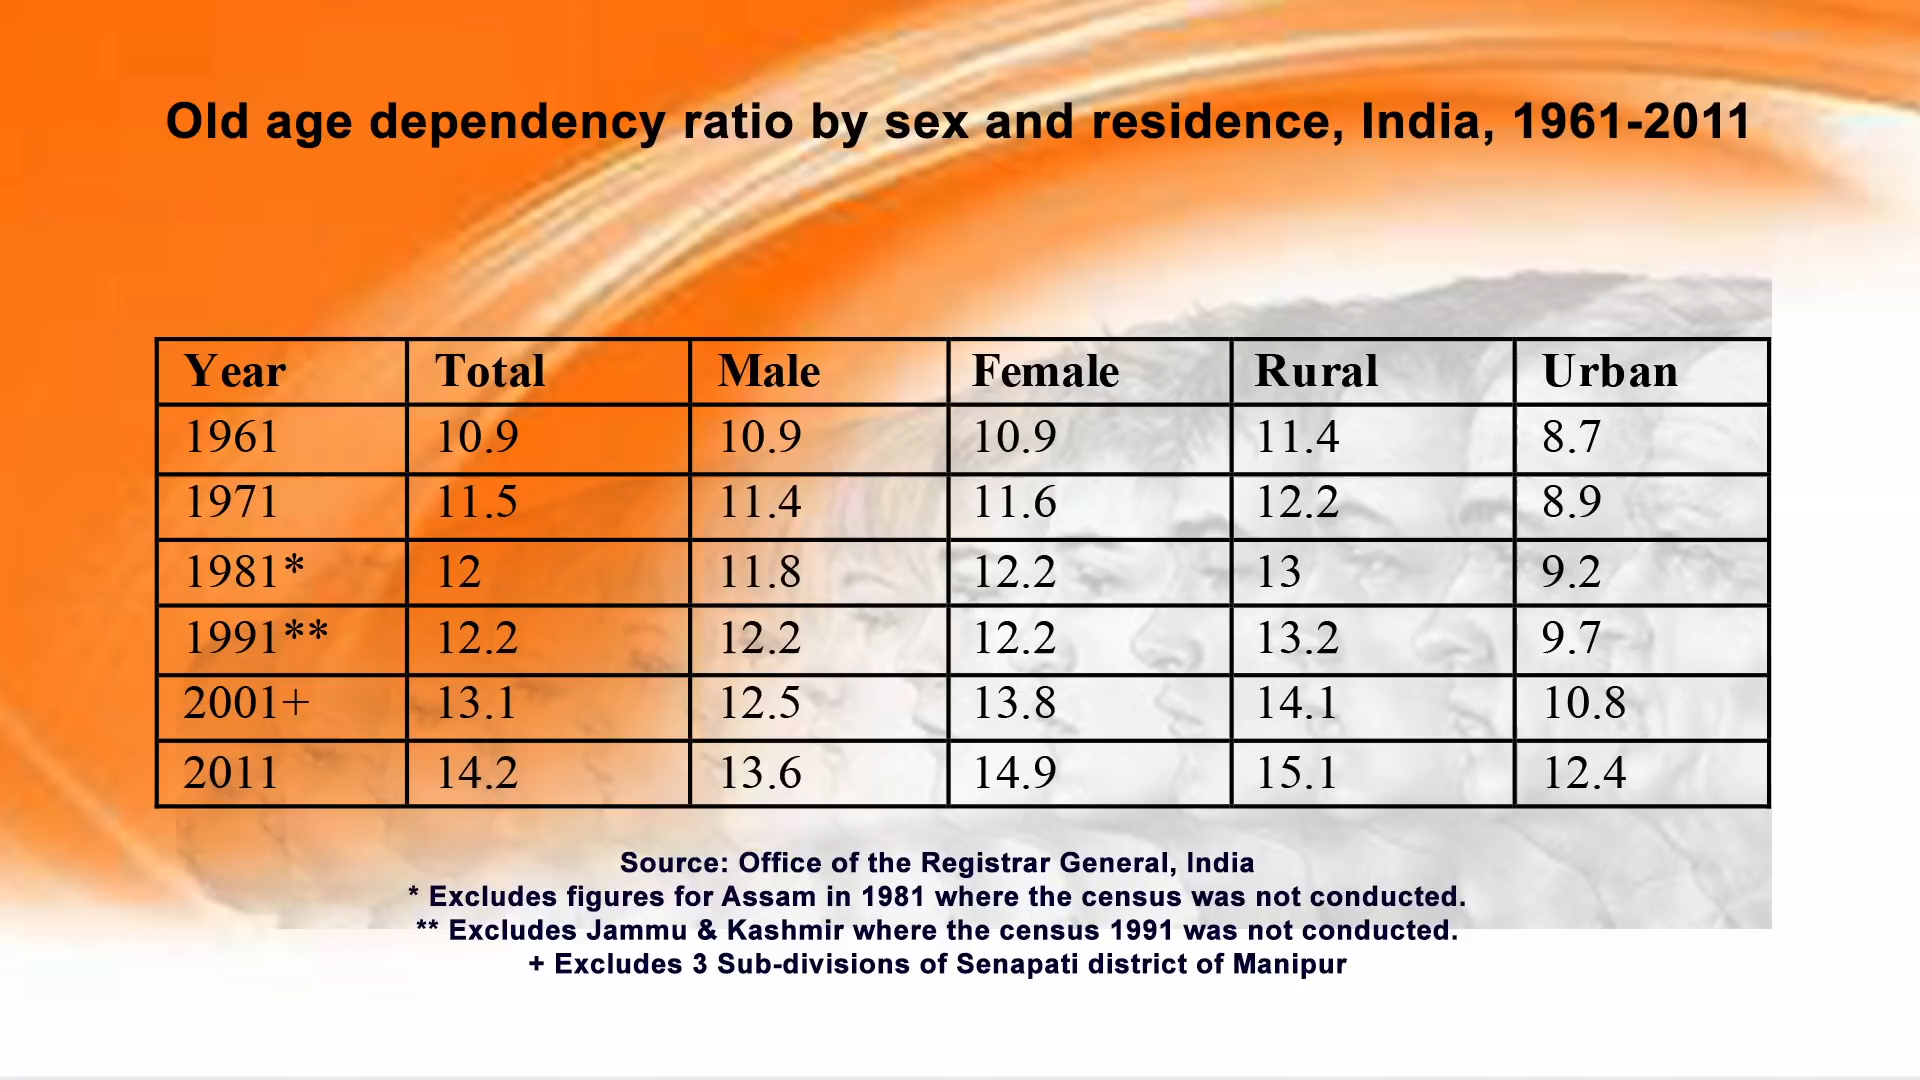 Old age dependency ratio by sex and residence, India, 1961-2011
Year Total Male Female Rural Urban
1961 10.9 10.9 10.9 11.4 8.7
1971 11.5 11.4 11.6 12.2 8.9
1981* 12 11.8 12.2 13 9.2
1991** 12.2 12.2 12.2 13.2 9.7
2001+ 13.1 12.5 13.8 14.1 10.8
2011 14.2 13.6 14.9 15.1 12.4
Source: Office of the Registrar General, India
* Excludes figures for Assam in 1981 where the census was not conducted.
** Excludes Jammu & Kashmir where the census 1991 was not conducted.
+ Excludes 3 Sub-divisions of Senapati district of Manipur